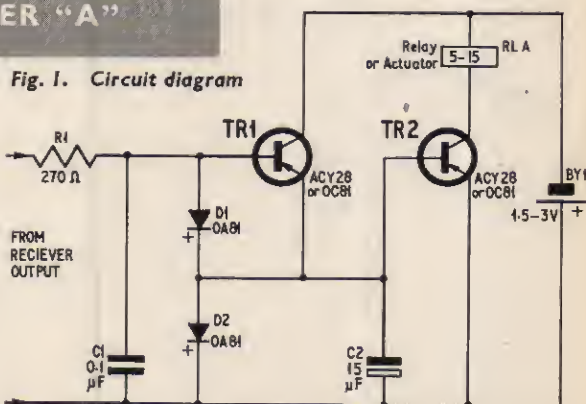 ER “A”
Fig. 1. Circuit diagram
Relay
or Actuator
5-15
RLA
R1
270 Ω
TR1
ACY28
or OC81
TR2
ACY28
or OC81
BY1
1·5-3V
+
FROM
RECIEVER
OUTPUT
D1
+ OA81
D2
+ OA81
C1
0·1
μF
C2
15
μF